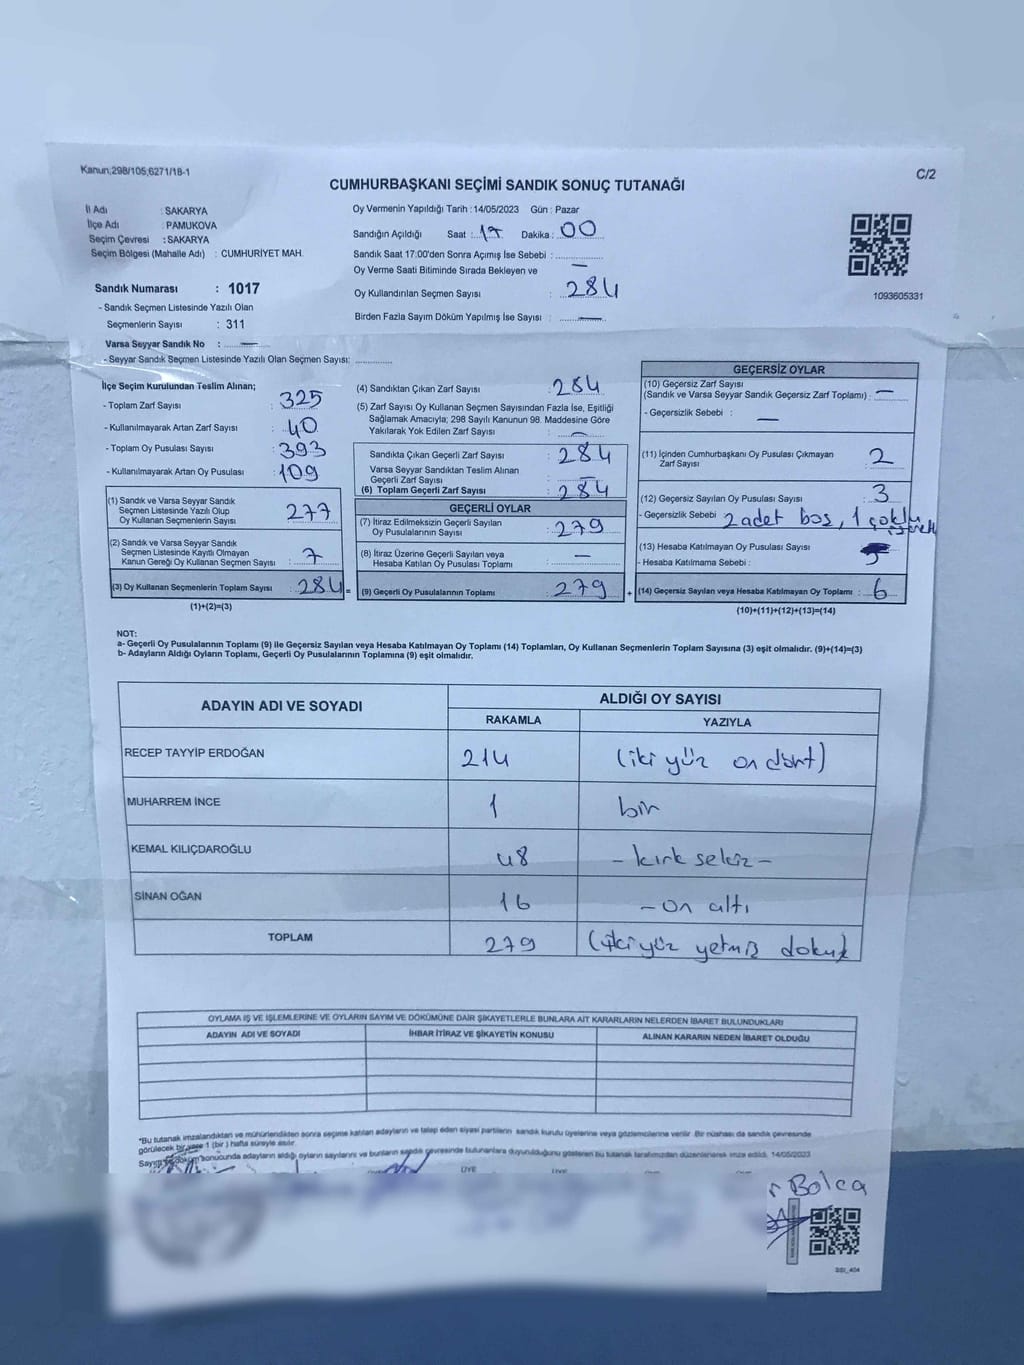 Kanun:298/105,6271/18-1
C/2
CUMHURBAŞKANI SEÇİMİ SANDIK SONUÇ TUTANAĞI
İl Adı : SAKARYA
İlçe Adı : PAMUKOVA
Seçim Çevresi : SAKARYA
Seçim Bölgesi (Mahalle Adı) : CUMHURİYET MAH.
Sandık Numarası : 1017
- Sandık Seçmen Listesinde Yazılı Olan
Seçmenlerin Sayısı : 311
Varsa Seyyar Sandık No : —
- Seyyar Sandık Seçmen Listesinde Yazılı Olan Seçmen Sayısı:
Oy Vermenin Yapıldığı Tarih : 14/05/2023 Gün : Pazar
Sandığın Açıldığı Saat : 17 Dakika : 00
Sandık Saat 17:00'den Sonra Açımış İse Sebebi : —
Oy Verme Saati Bitiminde Sırada Bekleyen ve
Oy Kullandırılan Seçmen Sayısı : 284
Birden Fazla Sayım Döküm Yapılmış İse Sayısı : —
1093605331
İlçe Seçim Kurulundan Teslim Alınan;
- Toplam Zarf Sayısı : 325
- Kullanılmayarak Artan Zarf Sayısı : 40
- Toplam Oy Pusulası Sayısı : 393
- Kullanılmayarak Artan Oy Pusulası : 109
(1) Sandık ve Varsa Seyyar Sandık
Seçmen Listesinde Yazılı Olup
Oy Kullanan Seçmenlerin Sayısı : 277
(2) Sandık ve Varsa Seyyar Sandık
Seçmen Listesinde Kayıtlı Olmayan
Kanun Gereği Oy Kullanan Seçmen Sayısı : 7
(3) Oy Kullanan Seçmenlerin Toplam Sayısı : 284 =
(1)+(2)=(3)
(4) Sandıktan Çıkan Zarf Sayısı : 284
(5) Zarf Sayısı Oy Kullanan Seçmen Sayısından Fazla İse, Eşitliği
Sağlamak Amacıyla; 298 Sayılı Kanunun 98. Maddesine Göre
Yakılarak Yok Edilen Zarf Sayısı : —
Sandıkta Çıkan Geçerli Zarf Sayısı : 284
Varsa Seyyar Sandıktan Teslim Alınan
Geçerli Zarf Sayısı : —
(6) Toplam Geçerli Zarf Sayısı : 284
GEÇERLİ OYLAR
(7) İtiraz Edilmeksizin Geçerli Sayılan
Oy Pusulalarının Sayısı : 279
(8) İtiraz Üzerine Geçerli Sayılan veya
Hesaba Katılan Oy Pusulası Toplamı : —
(9) Geçerli Oy Pusulalarının Toplamı : 279 +
GEÇERSİZ OYLAR
(10) Geçersiz Zarf Sayısı
(Sandık ve Varsa Seyyar Sandık Geçersiz Zarf Toplamı) : —
- Geçersizlik Sebebi : —
(11) İçinden Cumhurbaşkanı Oy Pusulası Çıkmayan
Zarf Sayısı : 2
(12) Geçersiz Sayılan Oy Pusulası Sayısı : 3
- Geçersizlik Sebebi 2 adet boş, 1 çoklu
(13) Hesaba Katılmayan Oy Pusulası Sayısı :
- Hesaba Katılmama Sebebi :
(14) Geçersiz Sayılan veya Hesaba Katılmayan Oy Toplamı : 6
(10)+(11)+(12)+(13)=(14)
NOT:
a- Geçerli Oy Pusulalarının Toplamı (9) ile Geçersiz Sayılan veya Hesaba Katılmayan Oy Toplamı (14) Toplamları, Oy Kullanan Seçmenlerin Toplam Sayısına (3) eşit olmalıdır. (9)+(14)=(3)
b- Adayların Aldığı Oyların Toplamı, Geçerli Oy Pusulalarının Toplamına (9) eşit olmalıdır.
ADAYIN ADI VE SOYADI ALDIĞI OY SAYISI
RAKAMLA YAZIYLA
RECEP TAYYİP ERDOĞAN 214 (iki yüz on dört)
MUHARREM İNCE 1 bir
KEMAL KILIÇDAROĞLU 48 - kırk sekiz -
SİNAN OĞAN 16 - on altı
TOPLAM 279 (iki yüz yetmiş dokuz)
OYLAMA İŞ VE İŞLEMLERİNE VE OYLARIN SAYIM VE DÖKÜMÜNE DAİR ŞİKAYETLERLE BUNLARA AİT KARARLARIN NELERDEN İBARET BULUNDUKLARI
ADAYIN ADI VE SOYADI İHBAR İTİRAZ VE ŞİKAYETİN KONUSU ALINAN KARARIN NEDEN İBARET OLDUĞU
*Bu tutanak imzalandıktan ve mühürlendikten sonra seçime katılan adayların ve talep eden siyasi partilerin sandık kurulu üyelerine veya gözlemcilerine verilir. Bir nüshası da sandık çevresinde
görülecek bir yere 1 (bir) hafta süreyle asılır.
Sayım döküm sonucunda adayların aldığı oyların sayılarını ve bunların sandık çevresinde bulunanlara duyurulduğunu gösteren bu tutanak tarafımızdan düzenlenerek imza edildi. 14/05/2023
ÜYE
r Bolca
SSI_404